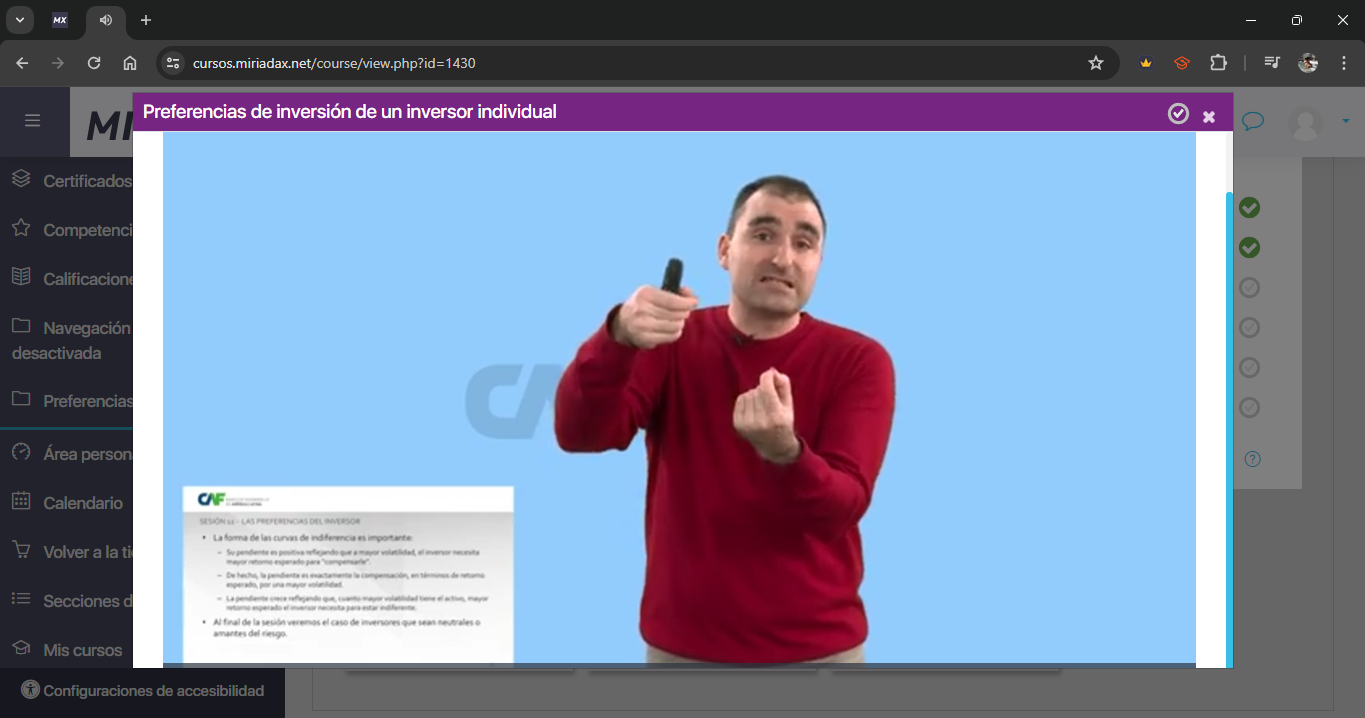 MX
cursos.miriadax.net/course/view.php?id=1430
MI
Preferencias de inversión de un inversor individual
Certificados
Competenci
Calificacione
Navegación
desactivada
Preferencias
Área person
Calendario
Volver a la ti
Secciones d
Mis cursos
Configuraciones de accesibilidad
CAF
CAF
SESIÓN 11 – LAS PREFERENCIAS DEL INVERSOR
• La forma de las curvas de indiferencia es importante:
– Su pendiente es positiva reflejando que a mayor volatilidad, el inversor necesita
mayor retorno esperado para "compensarle".
– De hecho, la pendiente es exactamente la compensación, en términos de retorno
esperado, por una mayor volatilidad.
– La pendiente crece reflejando que, cuanto mayor volatilidad tiene el activo, mayor
retorno esperado el inversor necesita para estar indiferente.
• Al final de la sesión veremos el caso de inversores que sean neutrales o
amantes del riesgo.